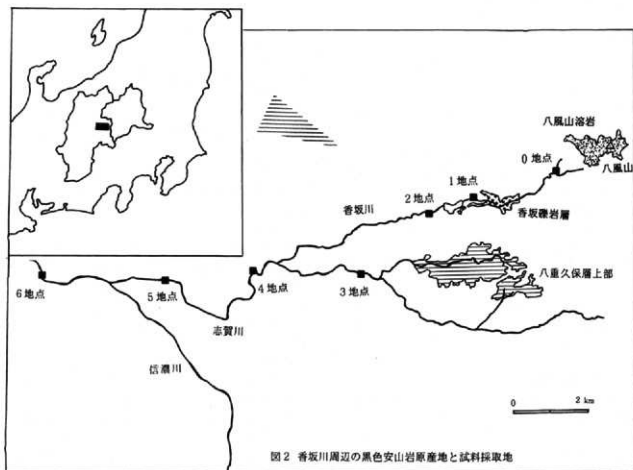 八風山溶岩
0地点
八風山
1地点
2地点
香坂川
香坂礫岩層
八重久保層上部
6地点
5地点
4地点
3地点
志賀川
信濃川
0 2 km
図2 香坂川周辺の黒色安山岩原産地と試料採取地